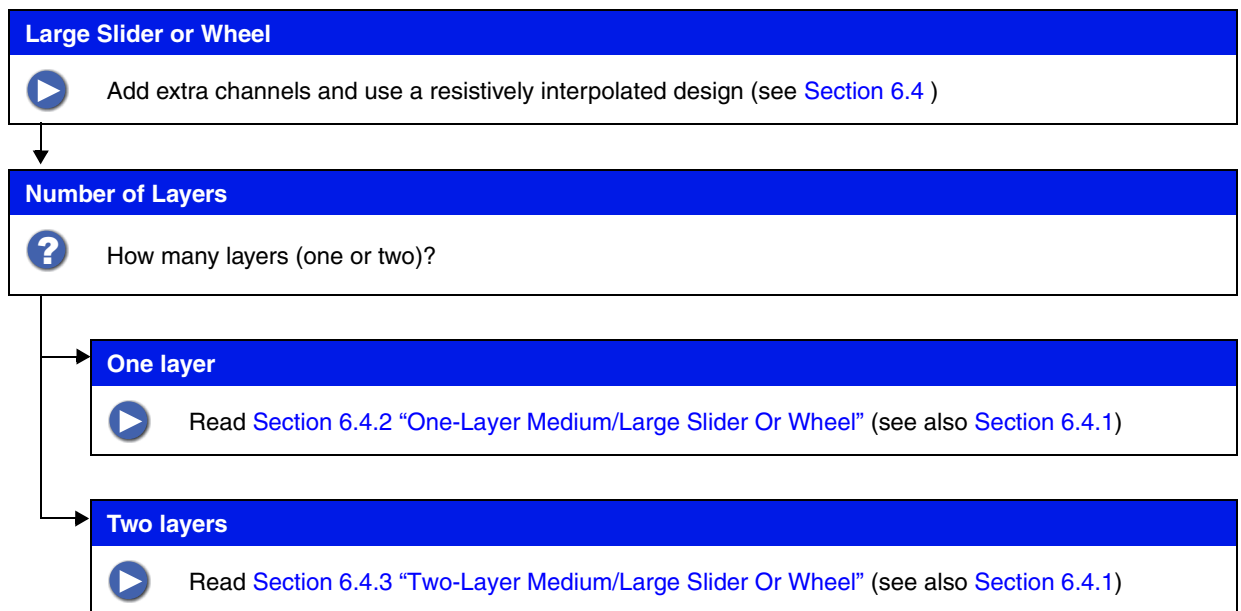 Large Slider or Wheel
Add extra channels and use a resistively interpolated design (see Section 6.4 )
Number of Layers
?
How many layers (one or two)?
One layer
Read Section 6.4.2 “One-Layer Medium/Large Slider Or Wheel” (see also Section 6.4.1)
Two layers
Read Section 6.4.3 “Two-Layer Medium/Large Slider Or Wheel” (see also Section 6.4.1)